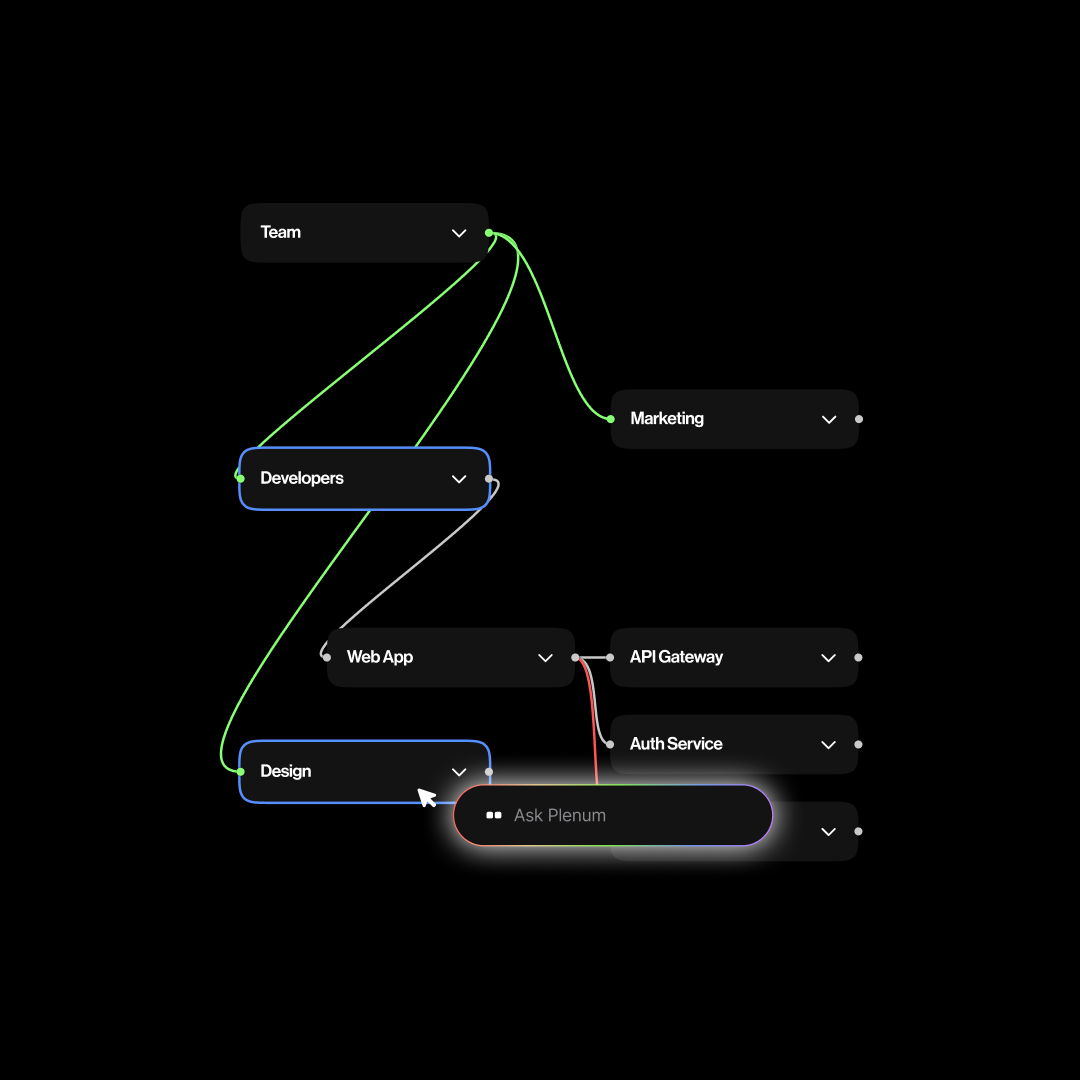 Team
Marketing
Developers
Web App
API Gateway
Auth Service
Design
Ask Plenum